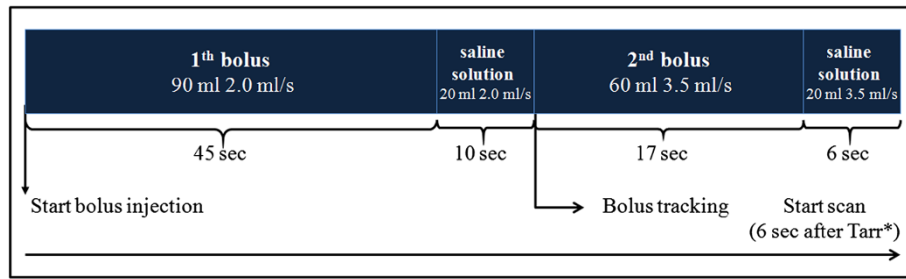 1th bolus
90 ml 2.0 ml/s
saline
solution
20 ml 2.0 ml/s
2nd bolus
60 ml 3.5 ml/s
saline
solution
20 ml 3.5 ml/s
45 sec
10 sec
17 sec
6 sec
Start bolus injection
Bolus tracking
Start scan
(6 sec after Tarr*)